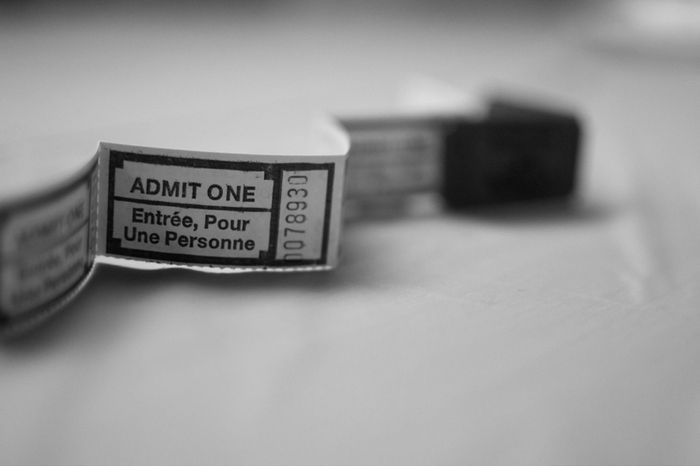 ADMIT ONE
Entrée, Pour
Une Personne
0078930